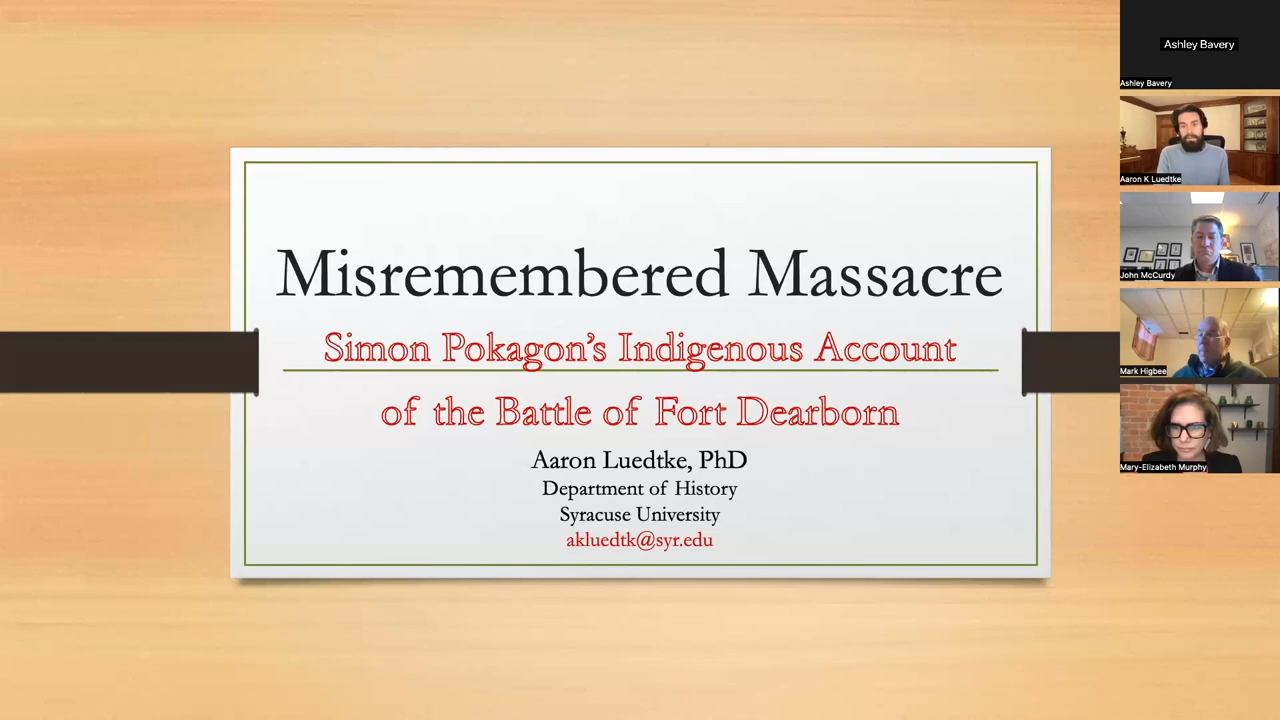 Misremembered Massacre
Simon Pokagon's Indigenous Account
of the Battle of Fort Dearborn
Aaron Luedtke, PhD
Department of History
Syracuse University
akluedtk@syr.edu
Ashley Bavery
Ashley Bavery
Aaron K Luedtke
John McCurdy
Mark Higbee
Mary-Elizabeth Murphy